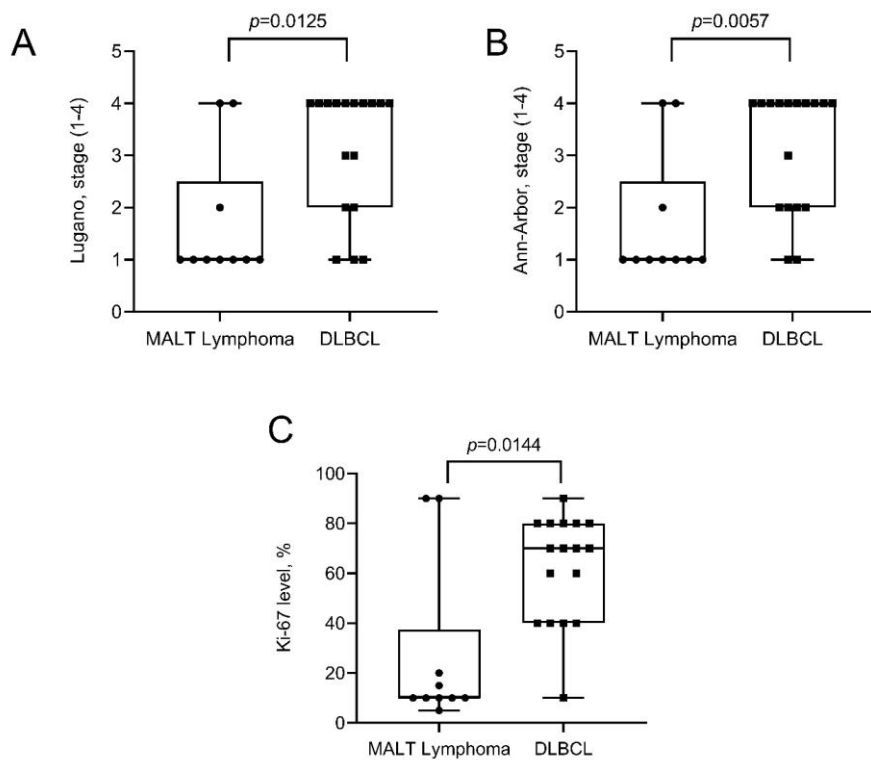 A
p=0.0125
Lugano, stage (1-4)
5
4
3
2
1
0
MALT Lymphoma
DLBCL
B
p=0.0057
Ann-Arbor, stage (1-4)
5
4
3
2
1
0
MALT Lymphoma
DLBCL
C
p=0.0144
Ki-67 level, %
100
80
60
40
20
0
MALT Lymphoma
DLBCL